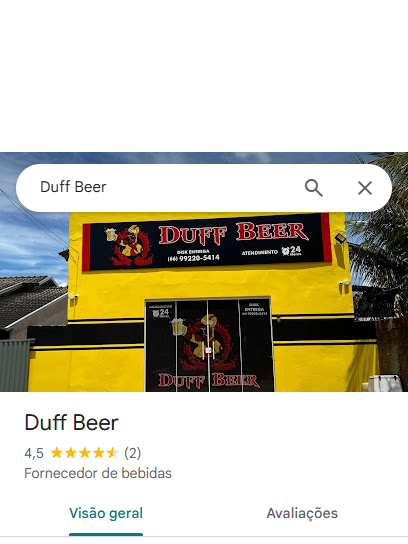 Duff Beer
DUFF BEER
DISK ENTREGA
(66) 99220-5414
ATENDIMENTO 24
ATENDIMENTO
24
DISK
ENTREGA
DUFF BEER
Duff Beer
4,5 (2)
Fornecedor de bebidas
Visão geral
Avaliações